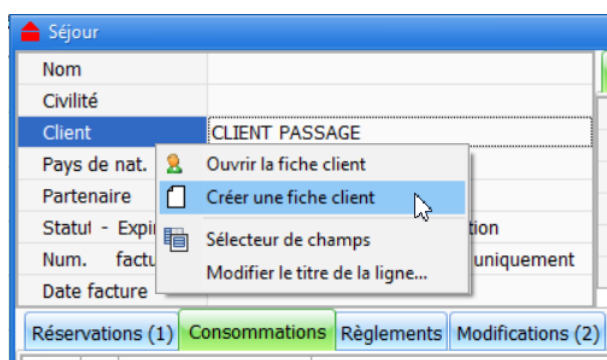 Séjour
Nom
Civilité
Client CLIENT PASSAGE
Pays de nat. Ouvrir la fiche client
Partenaire Créer une fiche client
Statut - Expi tion
Sélecteur de champs
Num. factu uniquement
Modifier le titre de la ligne...
Date facture
Réservations (1) Consommations Règlements Modifications (2)